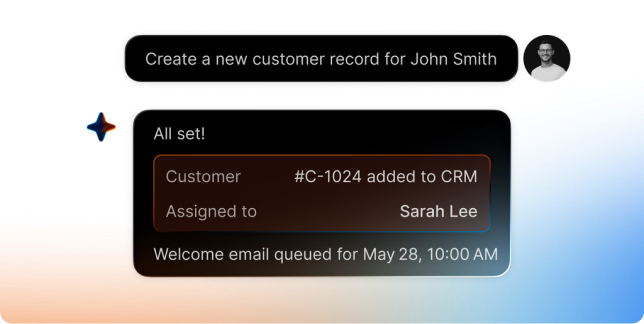 Create a new customer record for John Smith
All set!
Customer #C-1024 added to CRM
Assigned to Sarah Lee
Welcome email queued for May 28, 10:00 AM